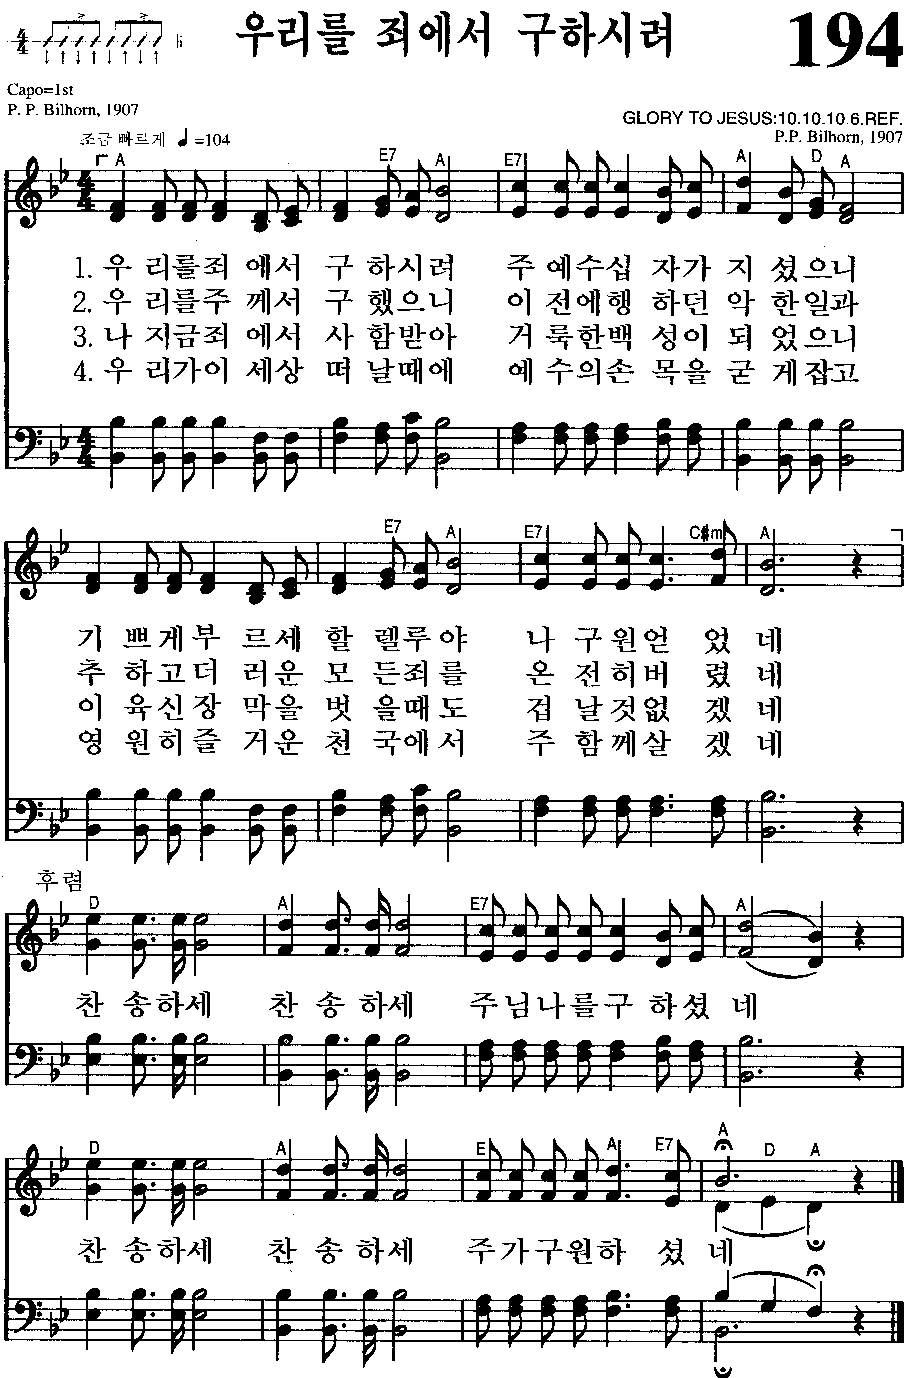 우리를 죄에서 구하시려 194
Capo=1st
P. P. Bilhorn, 1907
GLORY TO JESUS:10.10.10 6.REF.
P.P. Bilhorn, 1907
조금 빠르게 ♩=104
A E7 A E7 A D A
1. 우 리를죄 에서 구 하시려 주 예수십 자가 지 셨으니
2. 우 리를주 께서 구 했으니 이 전에행 하던 악 한일과
3. 나 지금죄 에서 사 함받아 거 룩한백 성이 되 었으니
4. 우 리가이 세상 떠 날때에 예 수의손 목을 굳 게잡고
E7 A E7 C#m A
기 쁘게부 르세 할 렐루야 나 구원얻 었 네
추 하고더 러운 모 든죄를 온 전히버 렸 네
이 육신장 막을 벗 을때도 겁 날것없 겠 네
영 원히즐 거운 천 국에서 주 함께살 겠 네
후렴
D A E7 A
찬 송하세 찬 송 하세 주님나를구 하셨 네
D A E A E7 A D A
찬 송하세 찬 송 하세 주가구원하 셨 네